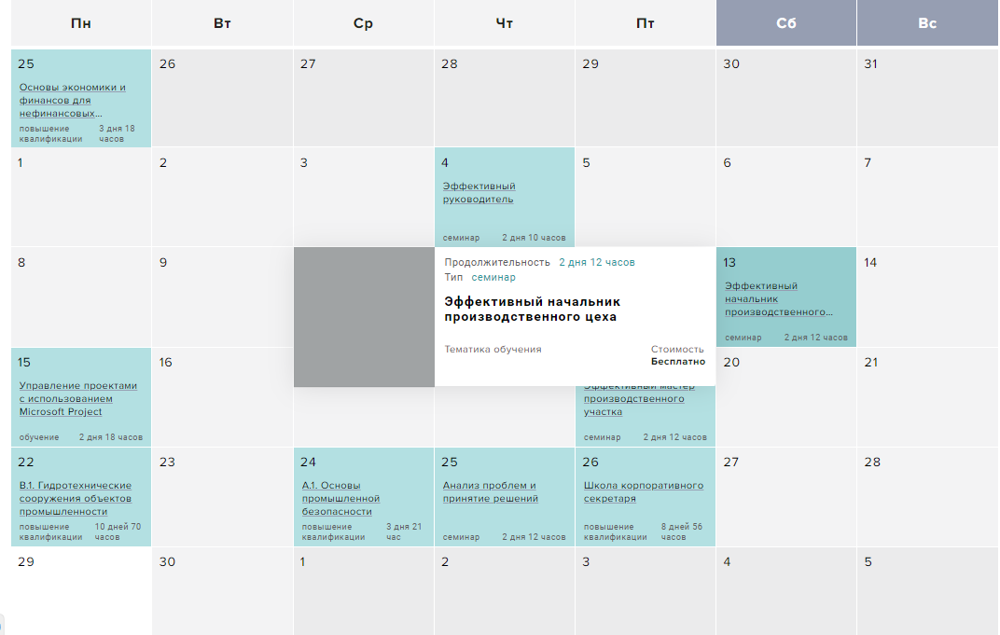 Пн Вт Ср Чт Пт Сб Вс
25 26 27 28 29 30 31
Основы экономики и
финансов для
нефинансовых...
повышение 3 дня 18
квалификации часов
1 2 3 4 5 6 7
Эффективный
руководитель
семинар 2 дня 10 часов
8 9
Продолжительность 2 дня 12 часов
Тип семинар
Эффективный начальник
производственного цеха
Тематика обучения Стоимость
Бесплатно
13 14
Эффективный
начальник
производственного...
семинар 2 дня 12 часов
15 16 20 21
Управление проектами
с использованием
Microsoft Project
обучение 2 дня 18 часов
Эффективный мастер
производственного
участка
семинар 2 дня 12 часов
22 23 24 25 26 27 28
В.1. Гидротехнические
сооружения объектов
промышленности
повышение 10 дней 70
квалификации часов
А.1. Основы
промышленной
безопасности
повышение 3 дня 21
квалификации час
Анализ проблем и
принятие решений
семинар 2 дня 12 часов
Школа корпоративного
секретаря
повышение 8 дней 56
квалификации часов
29 30 1 2 3 4 5